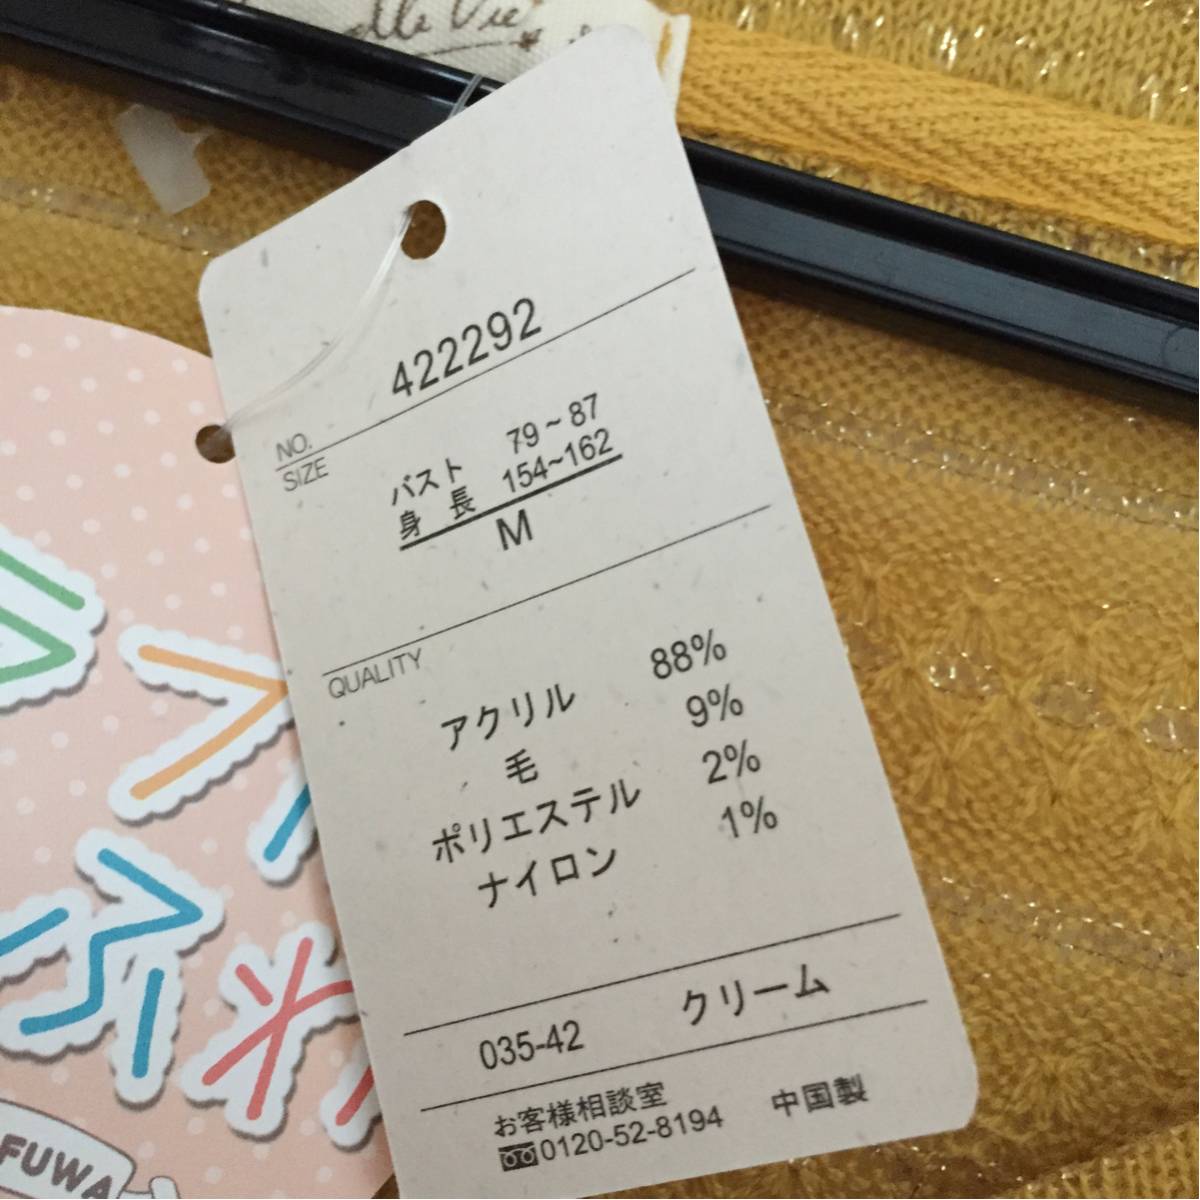 422292
NO.
SIZE
バスト 79~87
身長 154~162
M
QUALITY
アクリル 88%
毛 9%
ポリエステル 2%
ナイロン 1%
035-42 クリーム
お客様相談室
0120-52-8194
中国製
FUWA